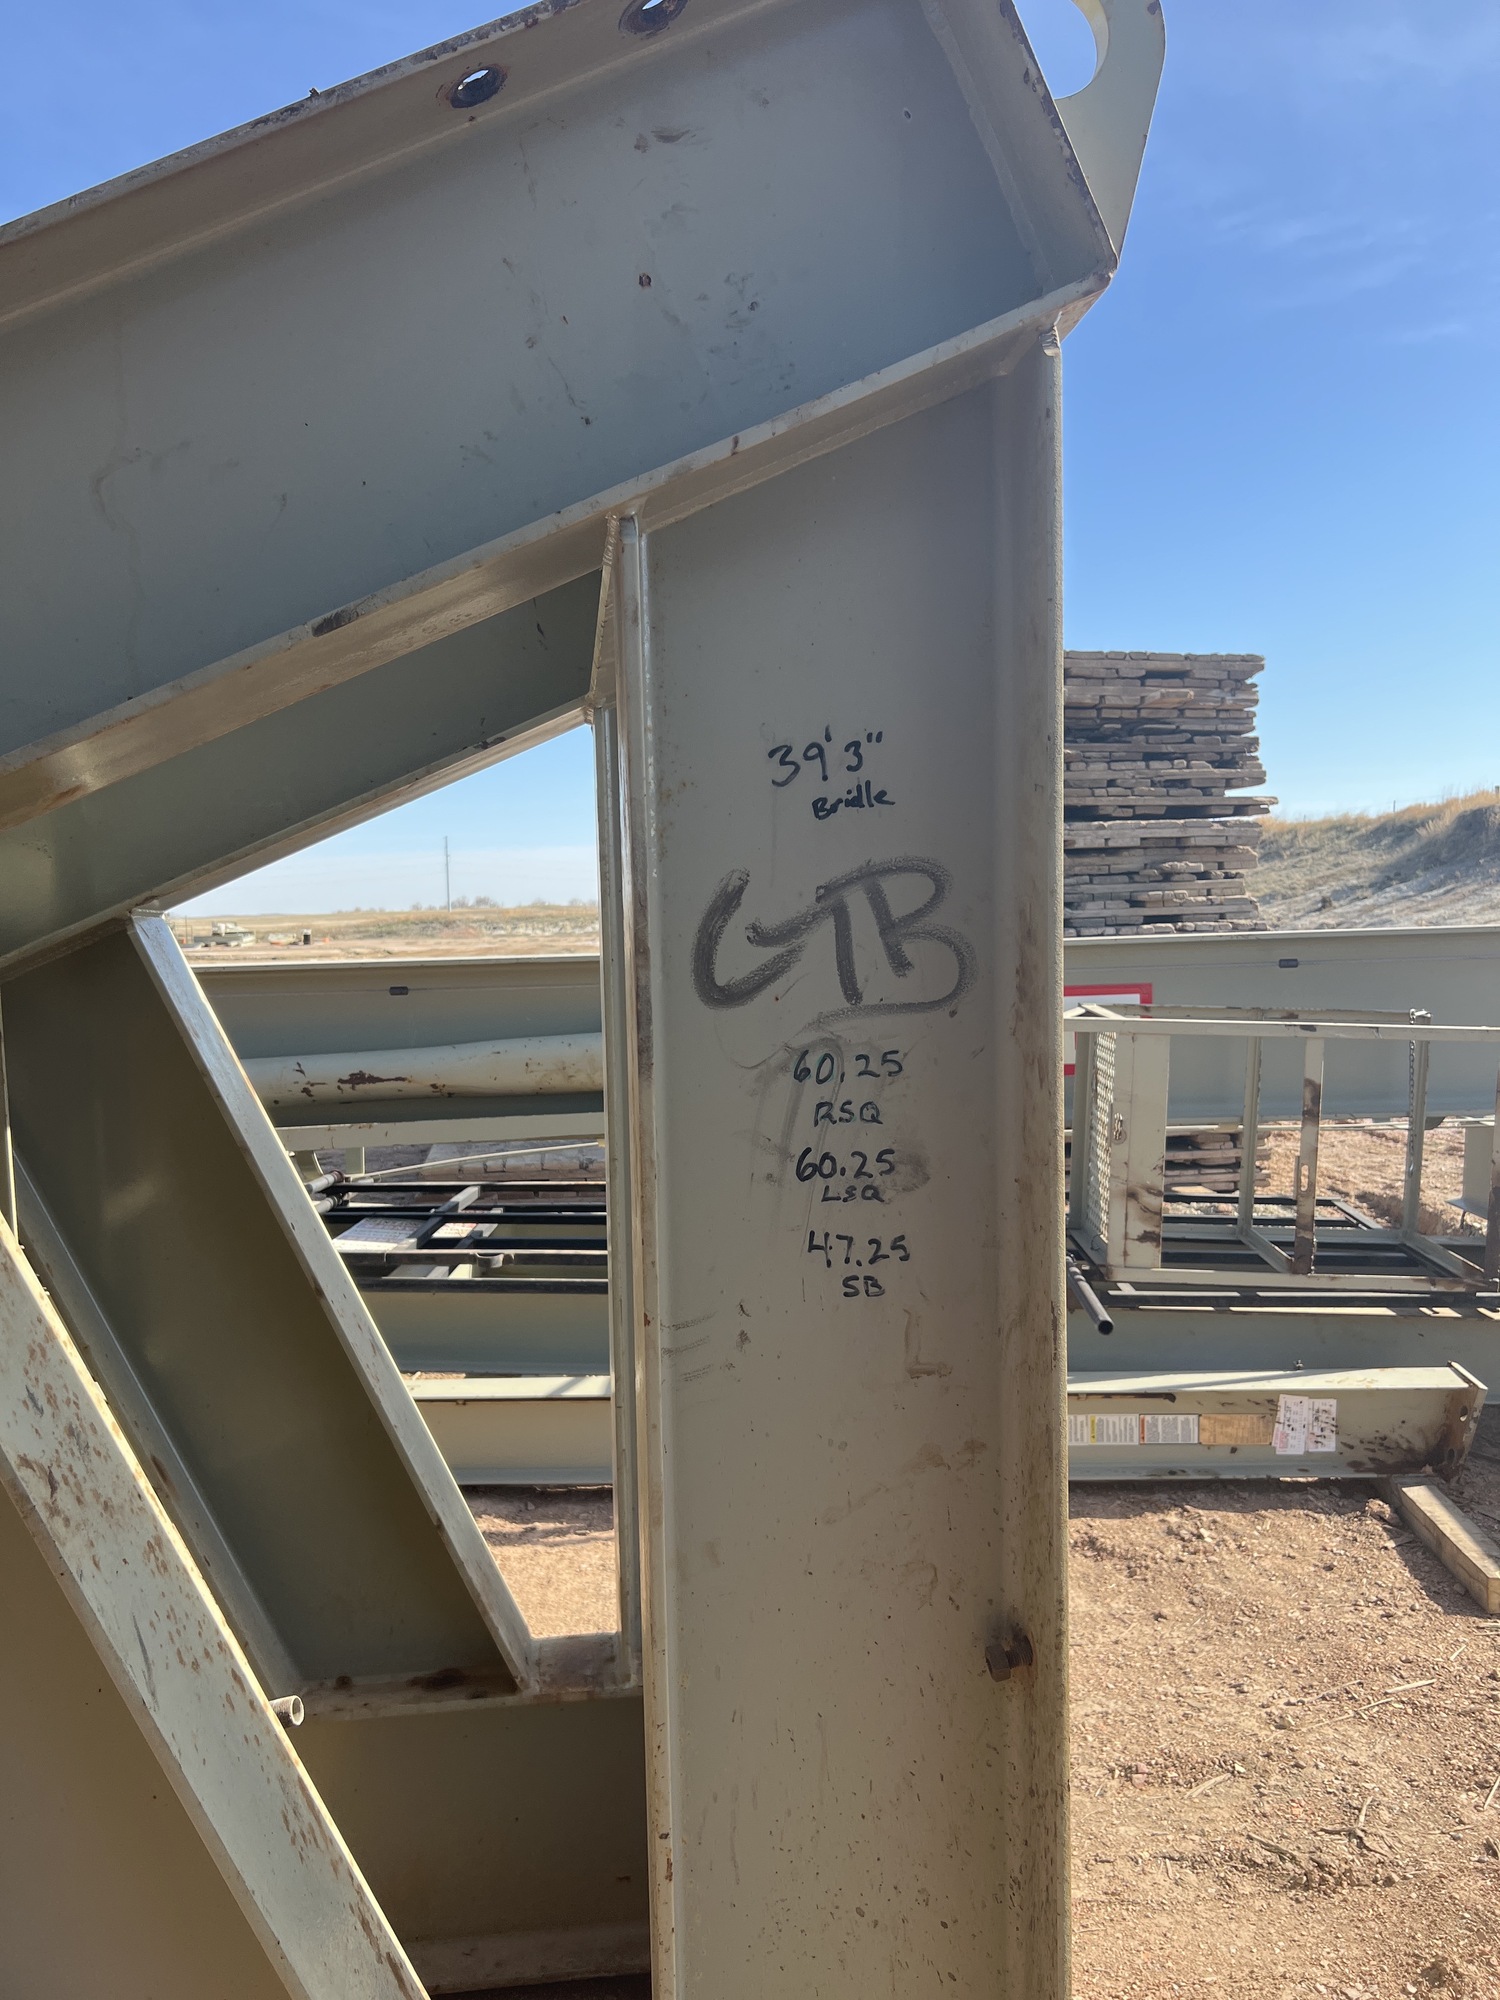 39'3"
Bridle
GTB
60.25
RSQ
60.25
LSQ
47.25
SB
L